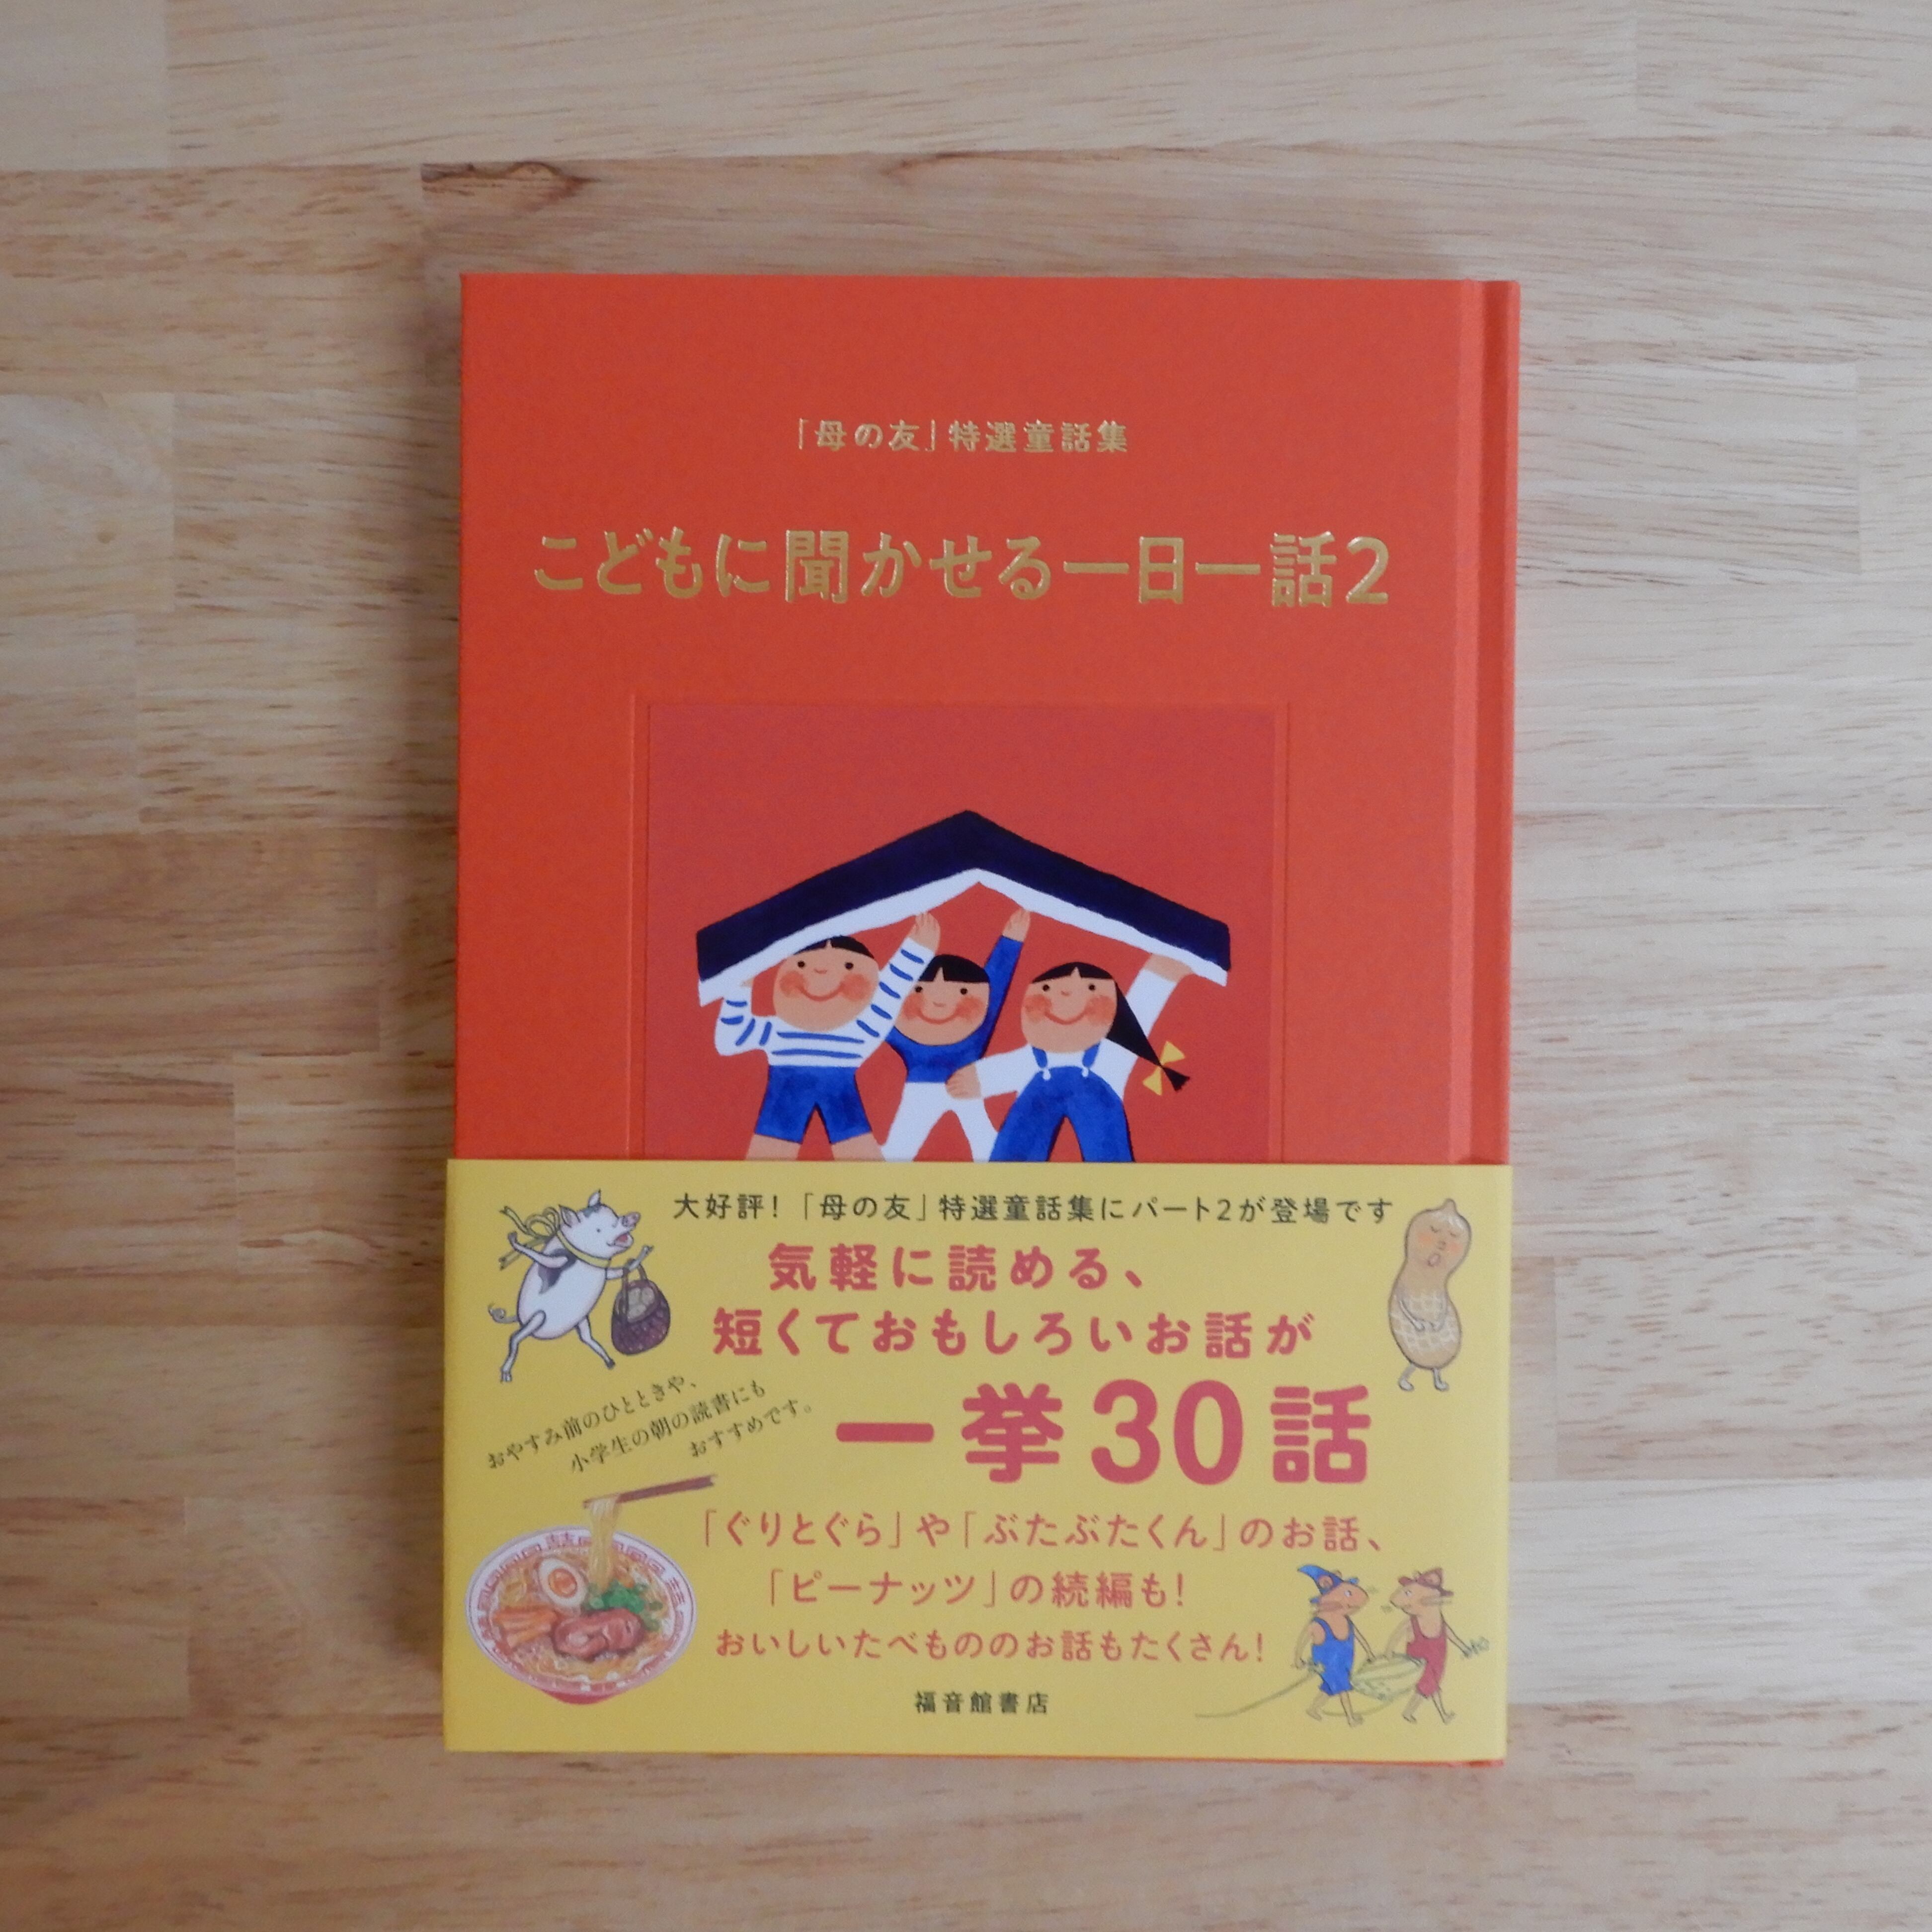 「母の友」特選童話集
こどもに聞かせる一日一話2
大好評!「母の友」特選童話集にパート2が登場です
気軽に読める、
短くておもしろいお話が
一挙30話
おやすみ前のひとときや、
小学生の朝の読書にも
おすすめです。
「ぐりとぐら」や「ぶたぶたくん」のお話、
「ピーナッツ」の続編も!
おいしいたべもののお話もたくさん!
福音館書店